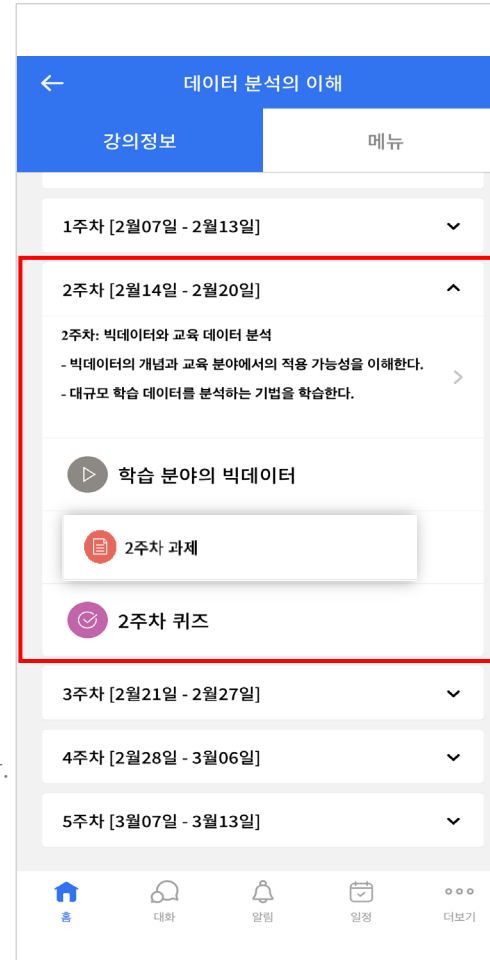 데이터 분석의 이해
강의정보
메뉴
1주차 [2월07일 - 2월13일]
2주차 [2월14일 - 2월20일]
2주차: 빅데이터와 교육 데이터 분석
- 빅데이터의 개념과 교육 분야에서의 적용 가능성을 이해한다.
- 대규모 학습 데이터를 분석하는 기법을 학습한다.
학습 분야의 빅데이터
2주차 과제
2주차 퀴즈
3주차 [2월21일 - 2월27일]
4주차 [2월28일 - 3월06일]
5주차 [3월07일 - 3월13일]
홈
대화
알림
일정
더보기